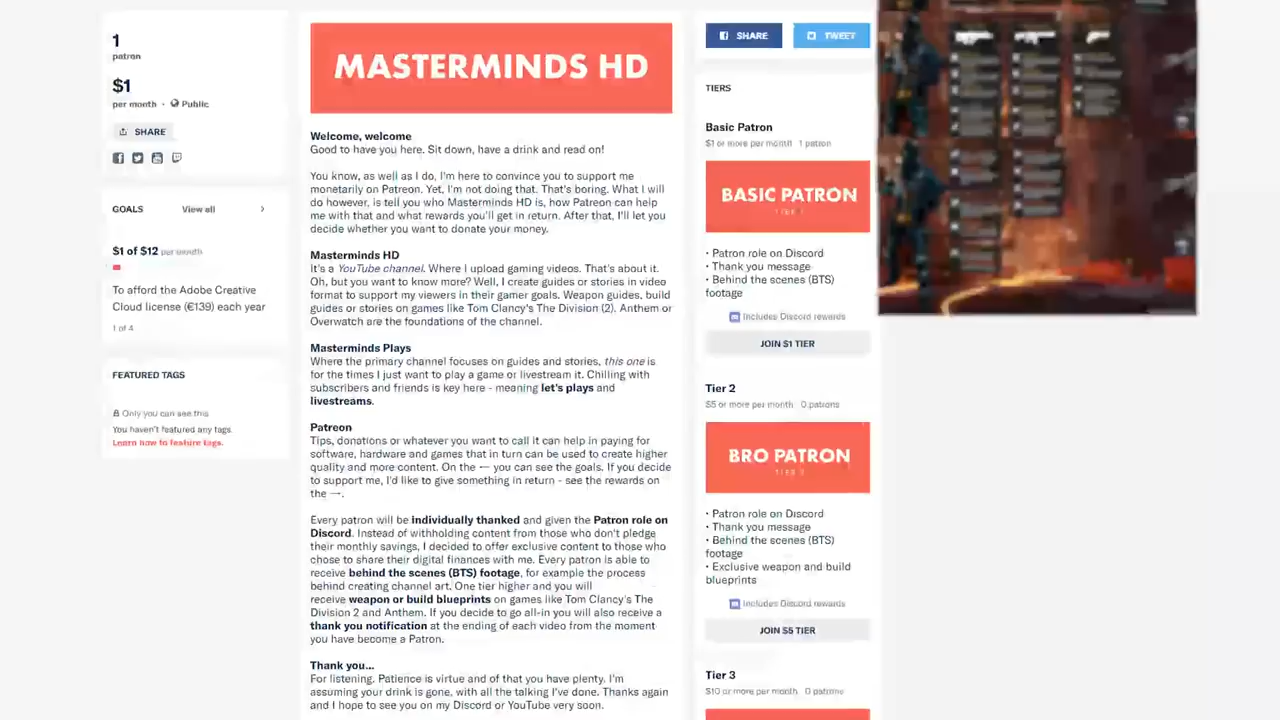 1
patron
$1
per month · Public
SHARE
GOALS
View all
$1 of $12 per month
To afford the Adobe Creative
Cloud license (€139) each year
1 of 4
FEATURED TAGS
Only you can see this
You haven't featured any tags.
Learn how to feature tags.
MASTERMINDS HD
Welcome, welcome
Good to have you here. Sit down, have a drink and read on!
You know, as well as I do, I'm here to convince you to support me
monetarily on Patreon. Yet, I'm not doing that. That's boring. What I will
do however, is tell you who Masterminds HD is, how Patreon can help
me with that and what rewards you'll get in return. After that, I'll let you
decide whether you want to donate your money.
Masterminds HD
It's a YouTube channel. Where I upload gaming videos. That's about it.
Oh, but you want to know more? Well, I create guides or stories in video
format to support my viewers in their gamer goals. Weapon guides, build
guides or stories on games like Tom Clancy's The Division (2). Anthem or
Overwatch are the foundations of the channel.
Masterminds Plays
Where the primary channel focuses on guides and stories, this one is
for the times I just want to play a game or livestream it. Chilling with
subscribers and friends is key here - meaning let's plays and
livestreams.
Patreon
Tips, donations or whatever you want to call it can help in paying for
software, hardware and games that in turn can be used to create higher
quality and more content. On the ← you can see the goals. If you decide
to support me, I'd like to give something in return - see the rewards on
the →.
Every patron will be individually thanked and given the Patron role on
Discord. Instead of withholding content from those who don't pledge
their monthly savings, I decided to offer exclusive content to those who
chose to share their digital finances with me. Every patron is able to
receive behind the scenes (BTS) footage, for example the process
behind creating channel art. One tier higher and you will
receive weapon or build blueprints on games like Tom Clancy's The
Division 2 and Anthem. If you decide to go all-in you will also receive a
thank you notification at the ending of each video from the moment
you have become a Patron.
Thank you...
For listening. Patience is virtue and of that you have plenty. I'm
assuming your drink is gone, with all the talking I've done. Thanks again
and I hope to see you on my Discord or YouTube very soon.
SHARE
TWEET
TIERS
Basic Patron
$1 or more per month · 1 patron
BASIC PATRON
TIER 1
• Patron role on Discord
• Thank you message
• Behind the scenes (BTS)
footage
Includes Discord rewards
JOIN $1 TIER
Tier 2
$5 or more per month · 0 patrons
BRO PATRON
TIER 2
• Patron role on Discord
• Thank you message
• Behind the scenes (BTS)
footage
• Exclusive weapon and build
blueprints
Includes Discord rewards
JOIN $5 TIER
Tier 3
$10 or more per month · 0 patrons